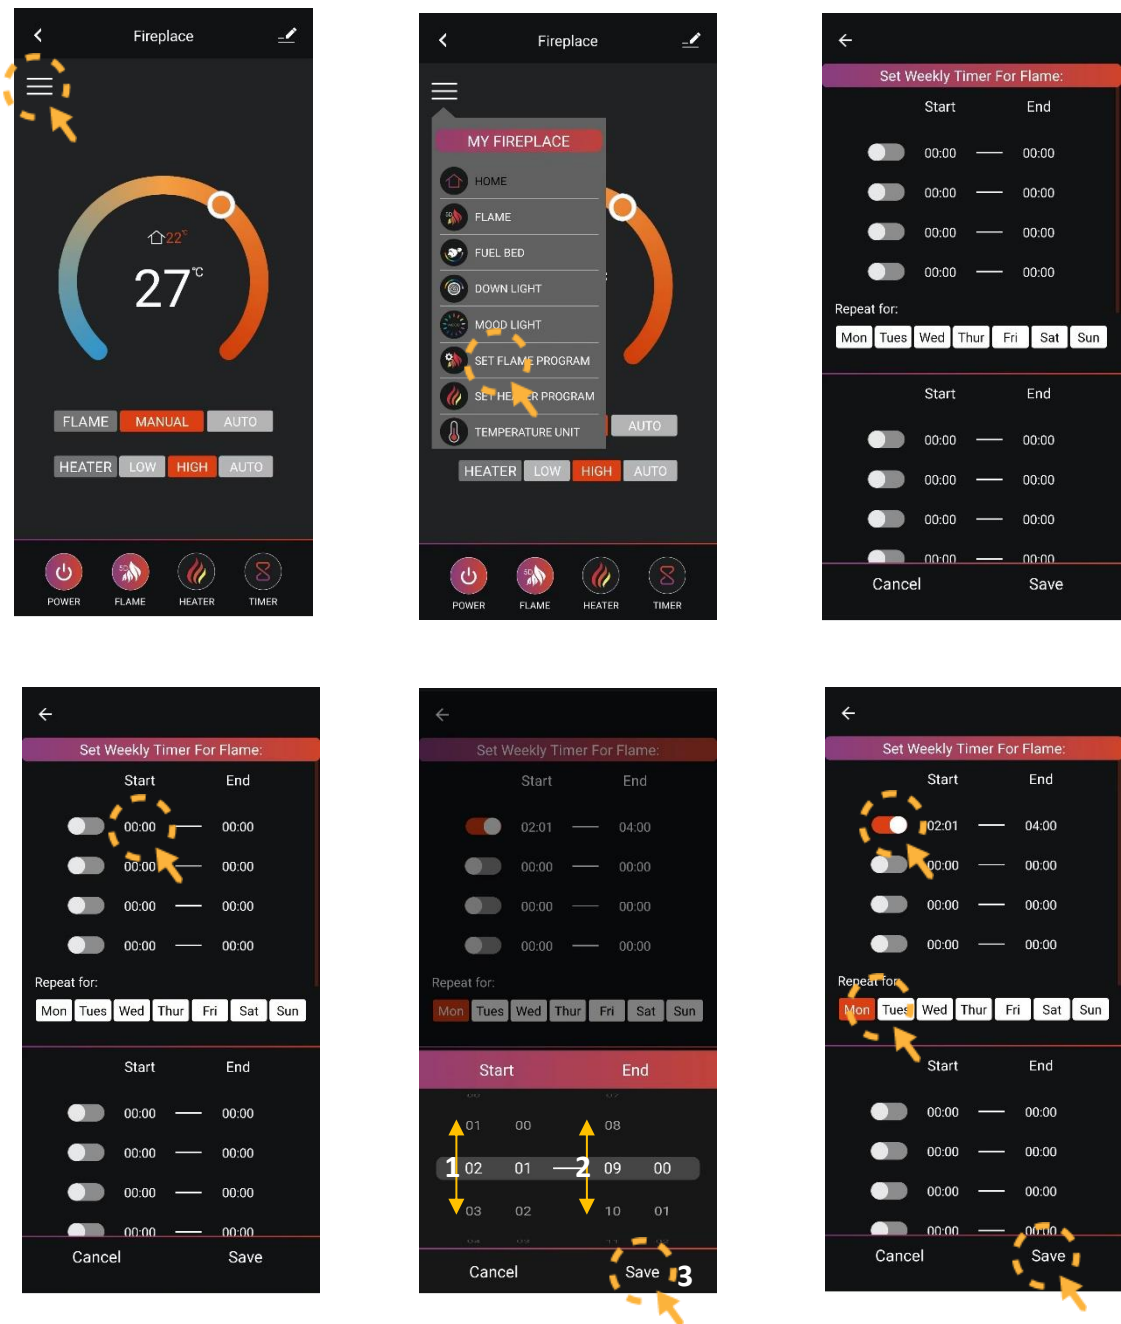 Fireplace
22°C
27°C
FLAME MANUAL AUTO
HEATER LOW HIGH AUTO
POWER FLAME HEATER TIMER
Fireplace
MY FIREPLACE
HOME
FLAME
FUEL BED
DOWN LIGHT
MOOD LIGHT
SET FLAME PROGRAM
SET HEATER PROGRAM
TEMPERATURE UNIT
AUTO
HEATER LOW HIGH AUTO
POWER FLAME HEATER TIMER
Set Weekly Timer For Flame:
Start End
00:00 — 00:00
00:00 — 00:00
00:00 — 00:00
00:00 — 00:00
Repeat for:
Mon Tues Wed Thur Fri Sat Sun
Start End
00:00 — 00:00
00:00 — 00:00
00:00 — 00:00
00:00 00:00
Cancel Save
Set Weekly Timer For Flame:
Start End
00:00 — 00:00
00:00 — 00:00
00:00 — 00:00
00:00 — 00:00
Repeat for:
Mon Tues Wed Thur Fri Sat Sun
Start End
00:00 — 00:00
00:00 — 00:00
00:00 — 00:00
00:00 — 00:00
Cancel Save
Set Weekly Timer For Flame:
Start End
02:01 — 04:00
00:00 — 00:00
00:00 — 00:00
00:00 — 00:00
Repeat for:
Mon Tues Wed Thur Fri Sat Sun
Start End
01 00 08
1 02 01 — 2 09 00
03 02 10 01
Cancel Save 3
Set Weekly Timer For Flame:
Start End
02:01 — 04:00
00:00 — 00:00
00:00 — 00:00
00:00 — 00:00
Repeat for:
Mon Tues Wed Thur Fri Sat Sun
Start End
00:00 — 00:00
00:00 — 00:00
00:00 — 00:00
00:00 — 00:00
Cancel Save